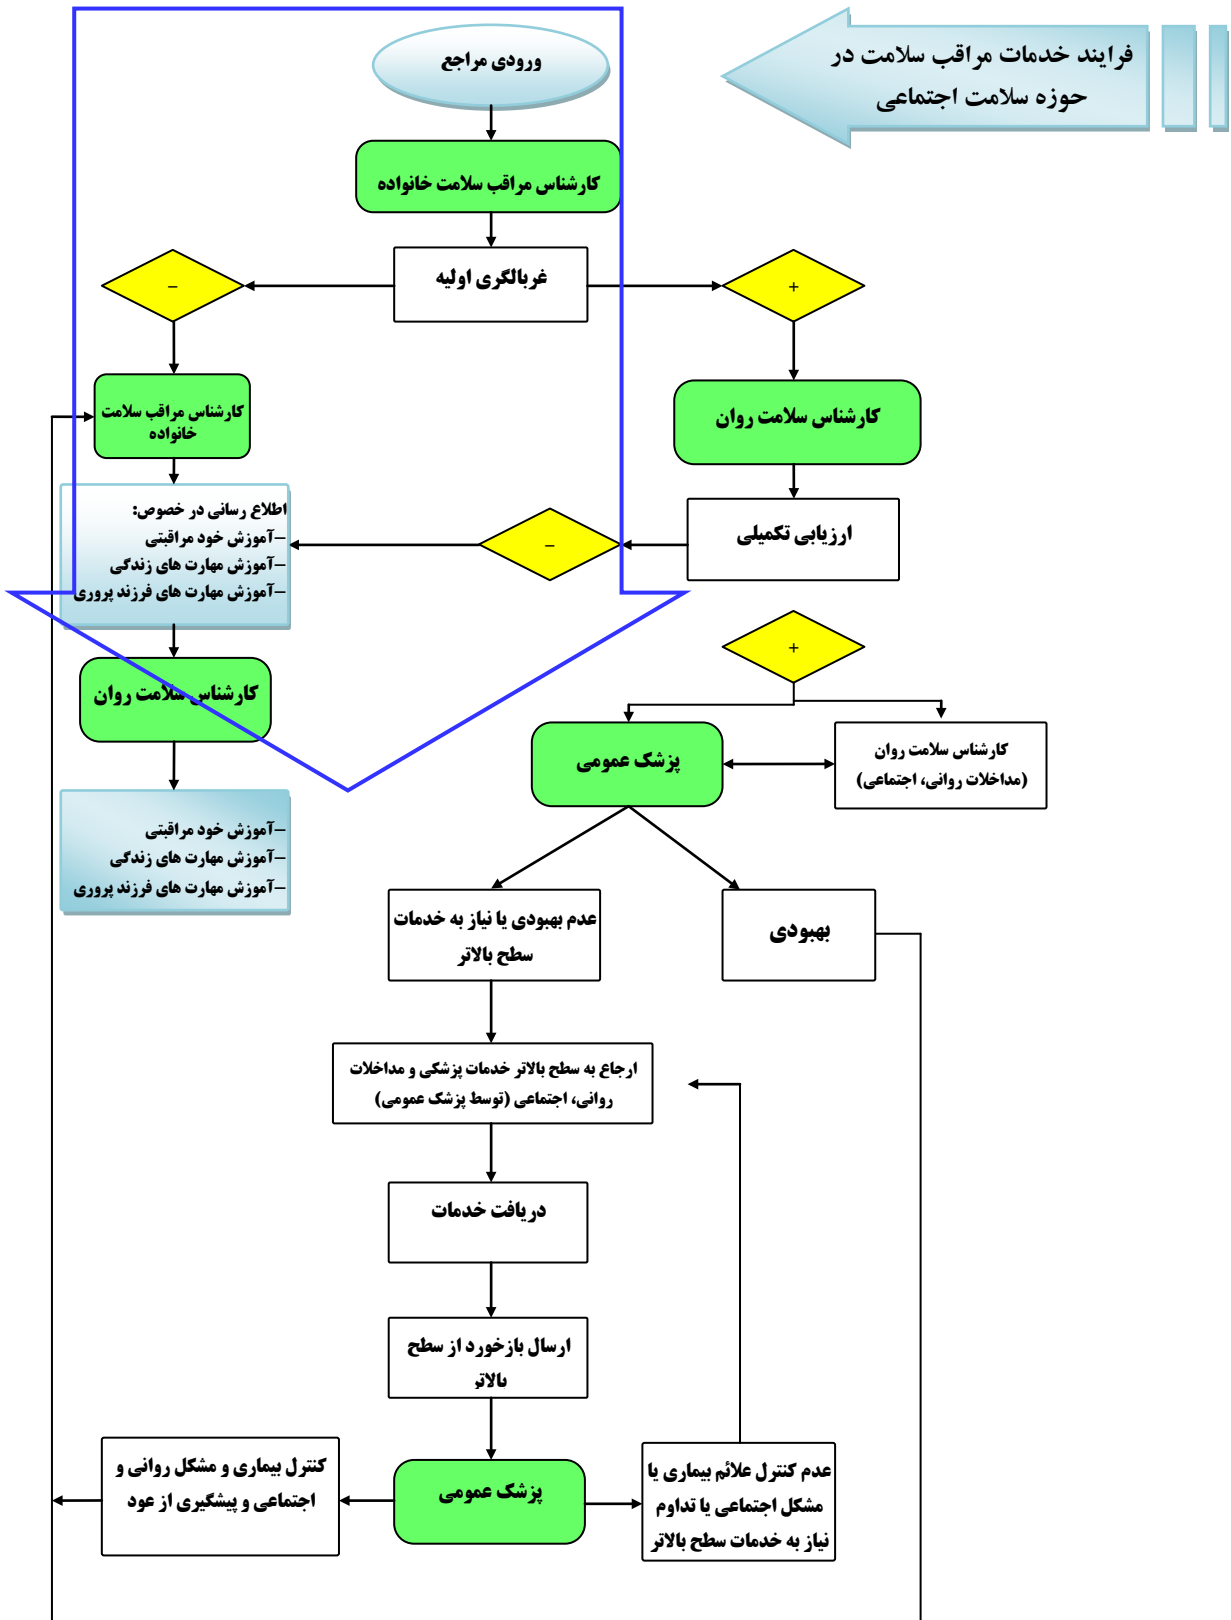 فرایند خدمات مراقب سلامت در
حوزه سلامت اجتماعی
ورودی مراجع
کارشناس مراقب سلامت خانواده
غربالگری اولیه
–
+
کارشناس مراقب سلامت
خانواده
کارشناس سلامت روان
اطلاع رسانی در خصوص:
–آموزش خود مراقبتی
–آموزش مهارت های زندگی
–آموزش مهارت های فرزند پروری
–
ارزیابی تکمیلی
+
کارشناس سلامت روان
پزشک عمومی
کارشناس سلامت روان
(مداخلات روانی، اجتماعی)
–آموزش خود مراقبتی
–آموزش مهارت های زندگی
–آموزش مهارت های فرزند پروری
عدم بهبودی یا نیاز به خدمات
سطح بالاتر
بهبودی
ارجاع به سطح بالاتر خدمات پزشکی و مداخلات
روانی، اجتماعی (توسط پزشک عمومی)
دریافت خدمات
ارسال بازخورد از سطح
بالاتر
کنترل بیماری و مشکل روانی و
اجتماعی و پیشگیری از عود
پزشک عمومی
عدم کنترل علائم بیماری یا
مشکل اجتماعی یا تداوم
نیاز به خدمات سطح بالاتر